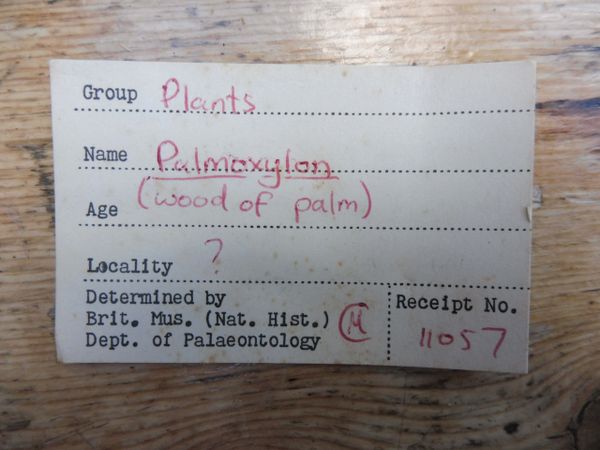 Group Plants
Name Palmoxylon
(wood of palm)
Age
Locality ?
Determined by
Brit. Mus. (Nat. Hist.) M
Dept. of Palaeontology
Receipt No.
11057